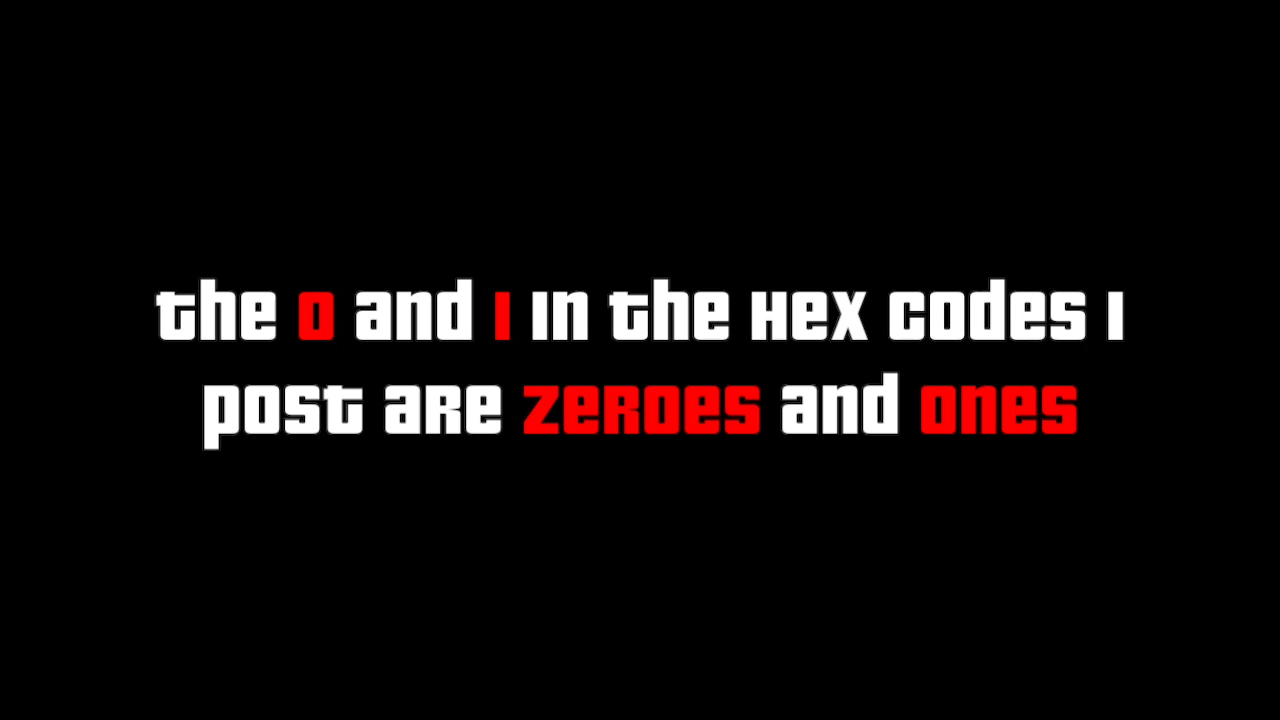 the 0 and 1 in the Hex codes I
post are zeroes and ones